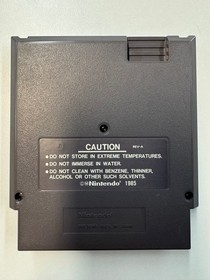 CAUTION
REV-A
•DO NOT STORE IN EXTREME TEMPERATURES.
•DO NOT IMMERSE IN WATER.
•DO NOT CLEAN WITH BENZENE, THINNER,
ALCOHOL OR OTHER SUCH SOLVENTS.
©Nintendo 1985